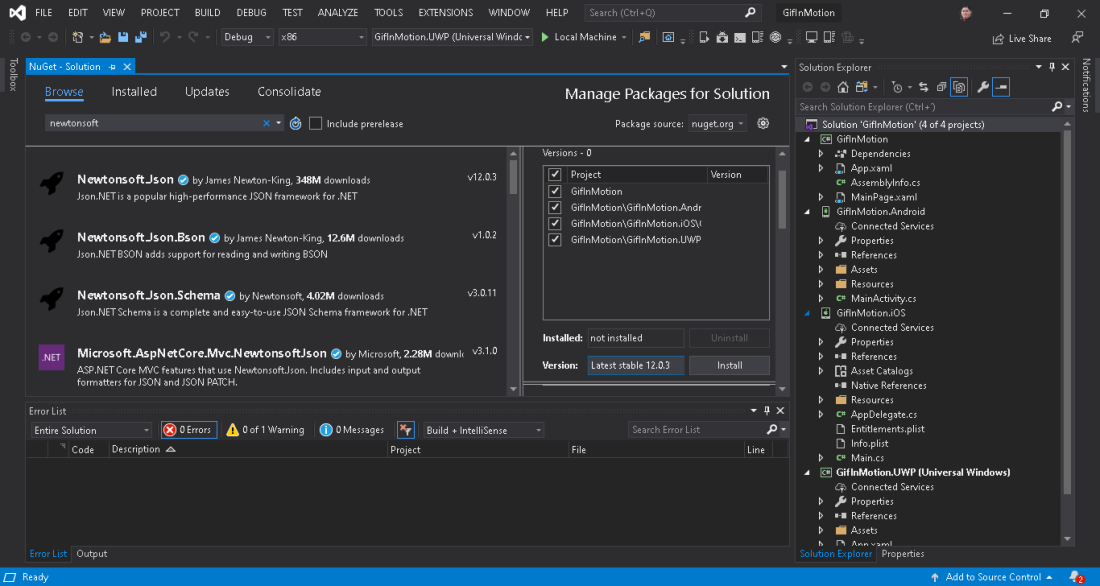 FILE EDIT VIEW PROJECT BUILD DEBUG TEST ANALYZE TOOLS EXTENSIONS WINDOW HELP Search (Ctrl+Q) GifInMotion
Debug x86 GifInMotion.UWP (Universal Windo Local Machine Live Share
Toolbox
NuGet - Solution
Browse Installed Updates Consolidate
Manage Packages for Solution
newtonsoft
Include prerelease
Package source: nuget.org
Newtonsoft.Json by James Newton-King, 348M downloads v12.0.3
Json.NET is a popular high-performance JSON framework for .NET
Newtonsoft.Json.Bson by James Newton-King, 12.6M downloads v1.0.2
Json.NET BSON adds support for reading and writing BSON
Newtonsoft.Json.Schema by Newtonsoft, 4.02M downloads v3.0.11
Json.NET Schema is a complete and easy-to-use JSON Schema framework for .NET
.NET
Microsoft.AspNetCore.Mvc.NewtonsoftJson by Microsoft, 2.28M downl v3.1.0
ASP.NET Core MVC features that use Newtonsoft.Json. Includes input and output
formatters for JSON and JSON PATCH.
Versions - 0
Project Version
GifInMotion
GifInMotion\GifInMotion.Andr
GifInMotion\GifInMotion.iOS\G
GifInMotion\GifInMotion.UWP
Installed: not installed Uninstall
Version: Latest stable 12.0.3 Install
Error List
Entire Solution 0 Errors 0 of 1 Warning 0 Messages Build + IntelliSense Search Error List
Code Description Project File Line
Error List Output
Solution Explorer
Search Solution Explorer (Ctrl+')
Solution 'GifInMotion' (4 of 4 projects)
GifInMotion
Dependencies
App.xaml
AssemblyInfo.cs
MainPage.xaml
GifInMotion.Android
Connected Services
Properties
References
Assets
Resources
MainActivity.cs
GifInMotion.iOS
Connected Services
Properties
References
Asset Catalogs
Native References
Resources
AppDelegate.cs
Entitlements.plist
Info.plist
Main.cs
GifInMotion.UWP (Universal Windows)
Connected Services
Properties
References
Assets
App.xaml
Solution Explorer Properties
Notifications
Ready Add to Source Control 2